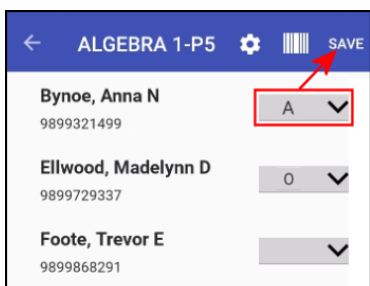 ALGEBRA 1-P5 SAVE
Bynoe, Anna N
9899321499
A
Ellwood, Madelynn D
9899729337
O
Foote, Trevor E
9899868291